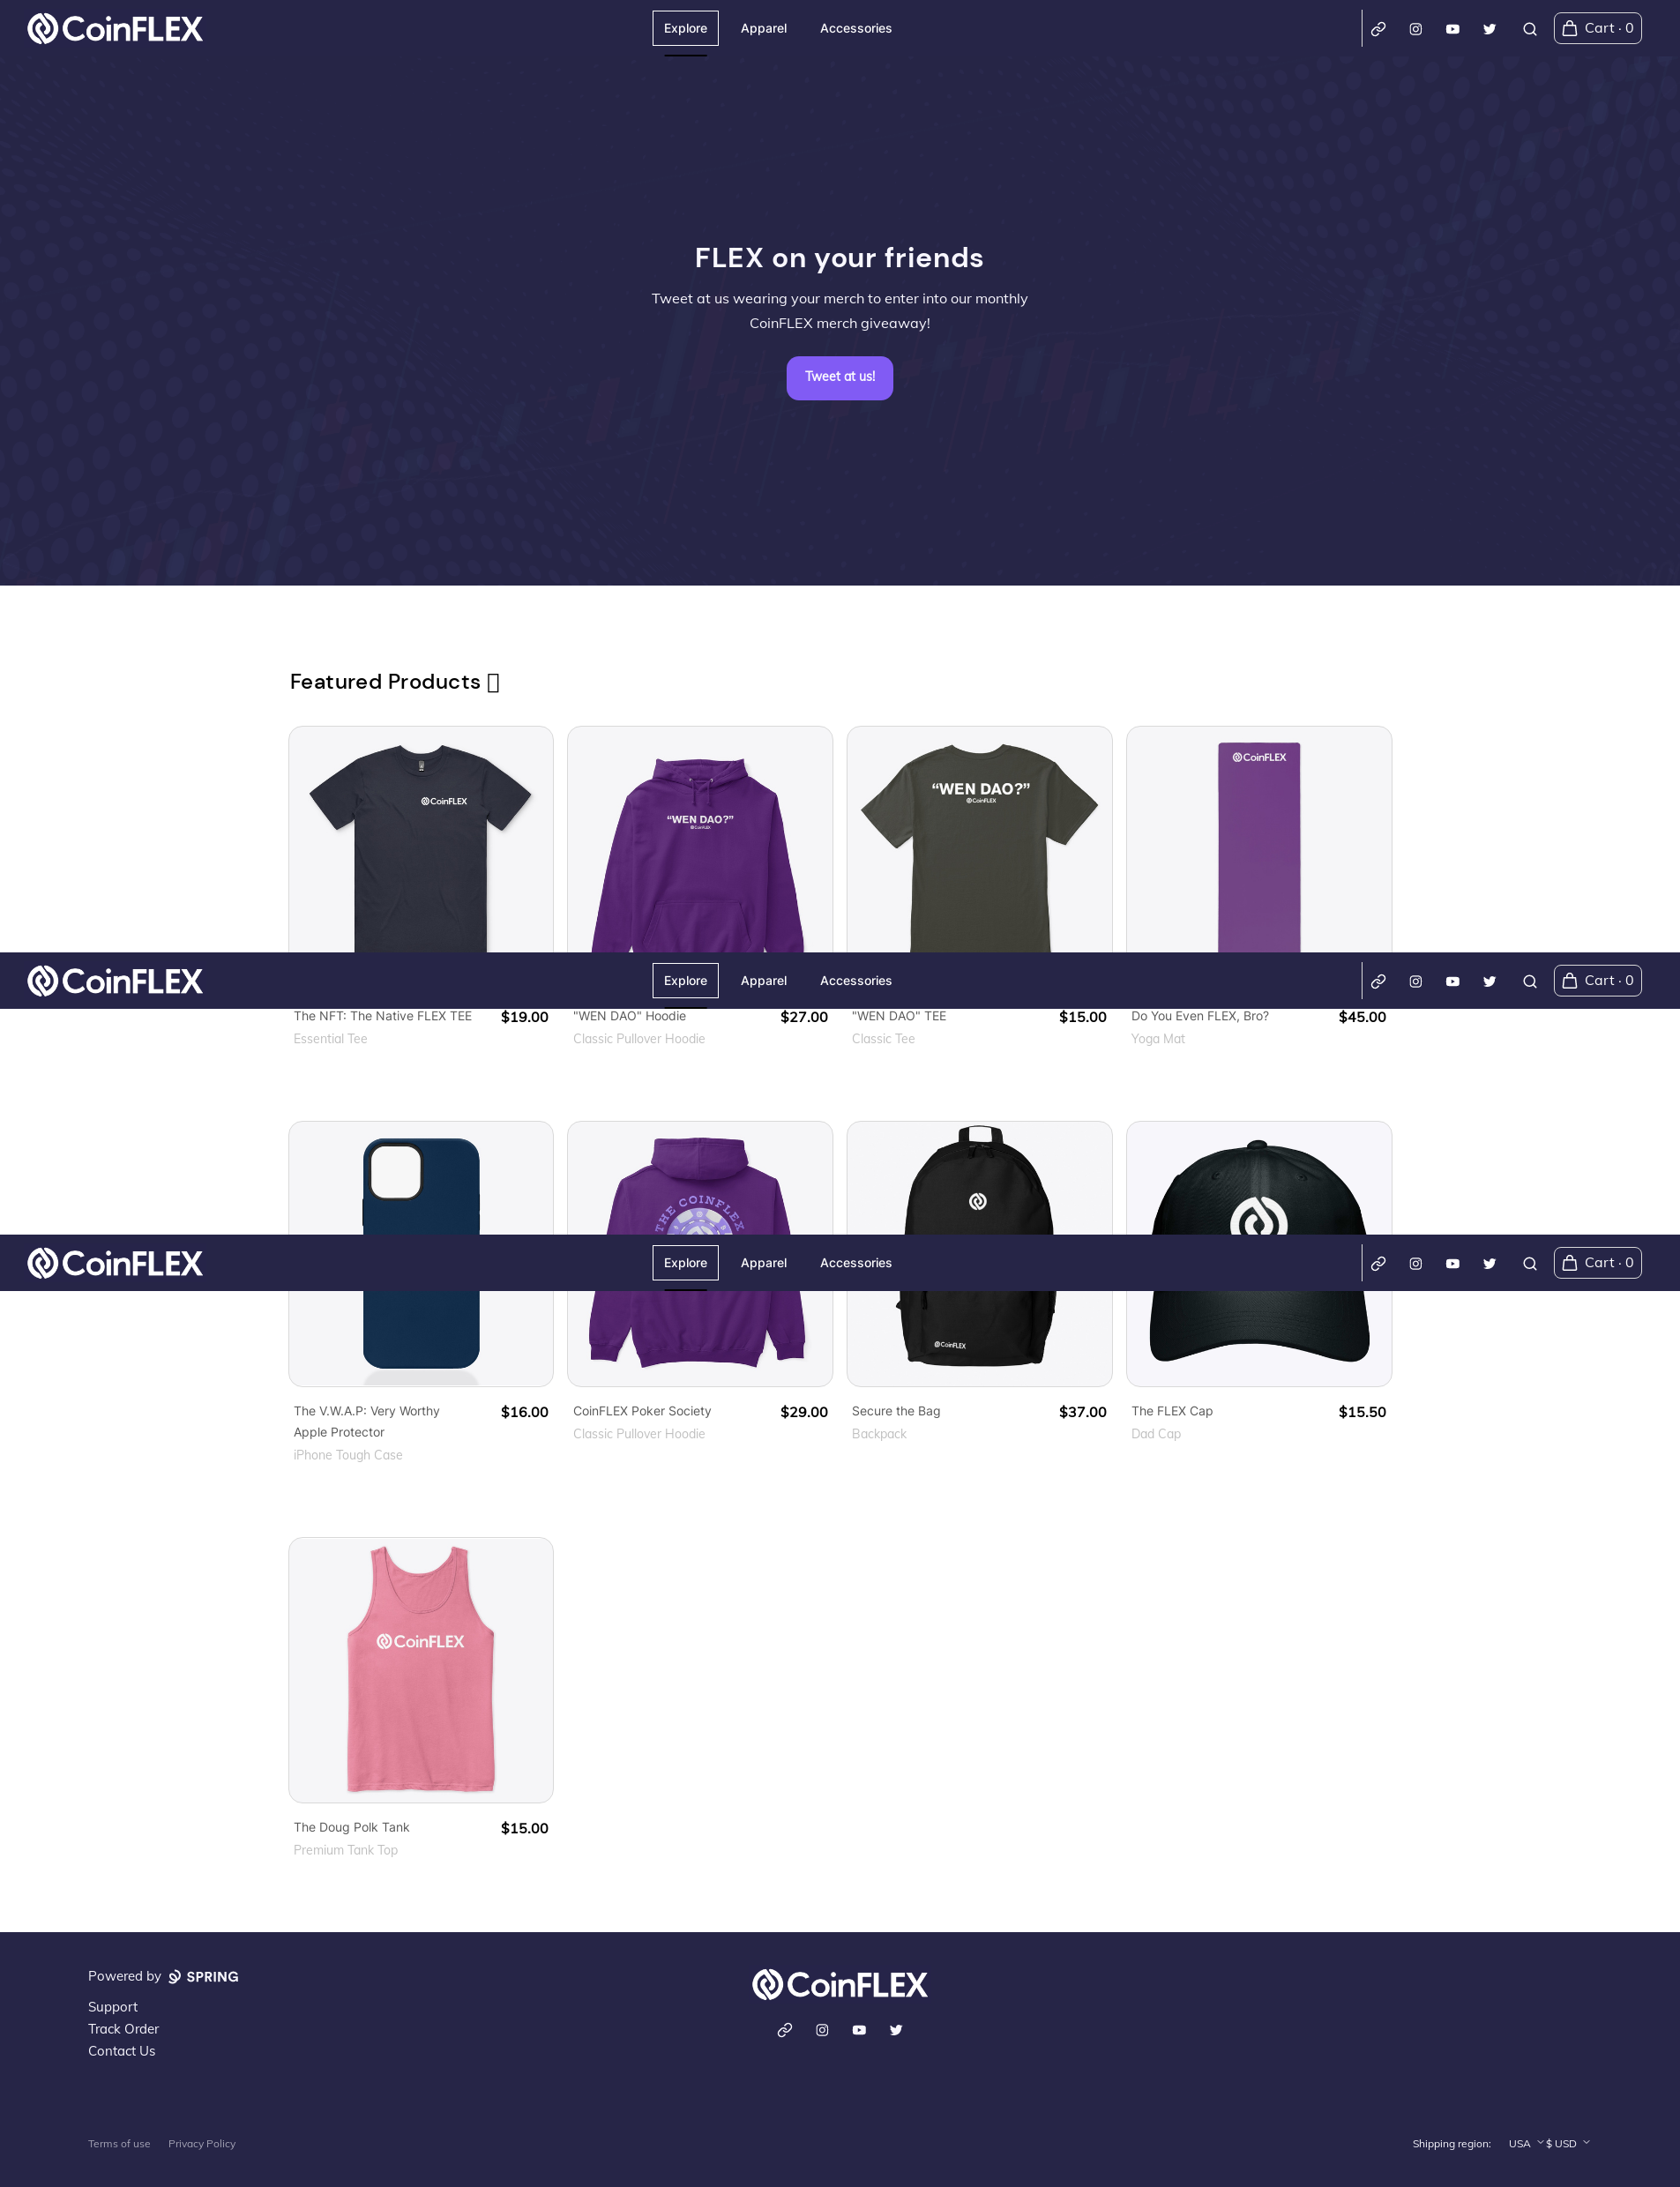 CoinFLEX
Explore Apparel Accessories
Cart · 0
FLEX on your friends
Tweet at us wearing your merch to enter into our monthly
CoinFLEX merch giveaway!
Tweet at us!
Featured Products
CoinFLEX
“WEN DAO?”
CoinFLEX
“WEN DAO?”
CoinFLEX
CoinFLEX
CoinFLEX
Explore Apparel Accessories
Cart · 0
The NFT: The Native FLEX TEE $19.00
Essential Tee
"WEN DAO" Hoodie $27.00
Classic Pullover Hoodie
"WEN DAO" TEE $15.00
Classic Tee
Do You Even FLEX, Bro? $45.00
Yoga Mat
THE COINFLEX
CoinFLEX
Explore Apparel Accessories
Cart · 0
CoinFLEX
The V.W.A.P: Very Worthy $16.00
Apple Protector
iPhone Tough Case
CoinFLEX Poker Society $29.00
Classic Pullover Hoodie
Secure the Bag $37.00
Backpack
The FLEX Cap $15.50
Dad Cap
CoinFLEX
The Doug Polk Tank $15.00
Premium Tank Top
Powered by SPRING
Support
Track Order
Contact Us
CoinFLEX
Terms of use Privacy Policy
Shipping region: USA $ USD